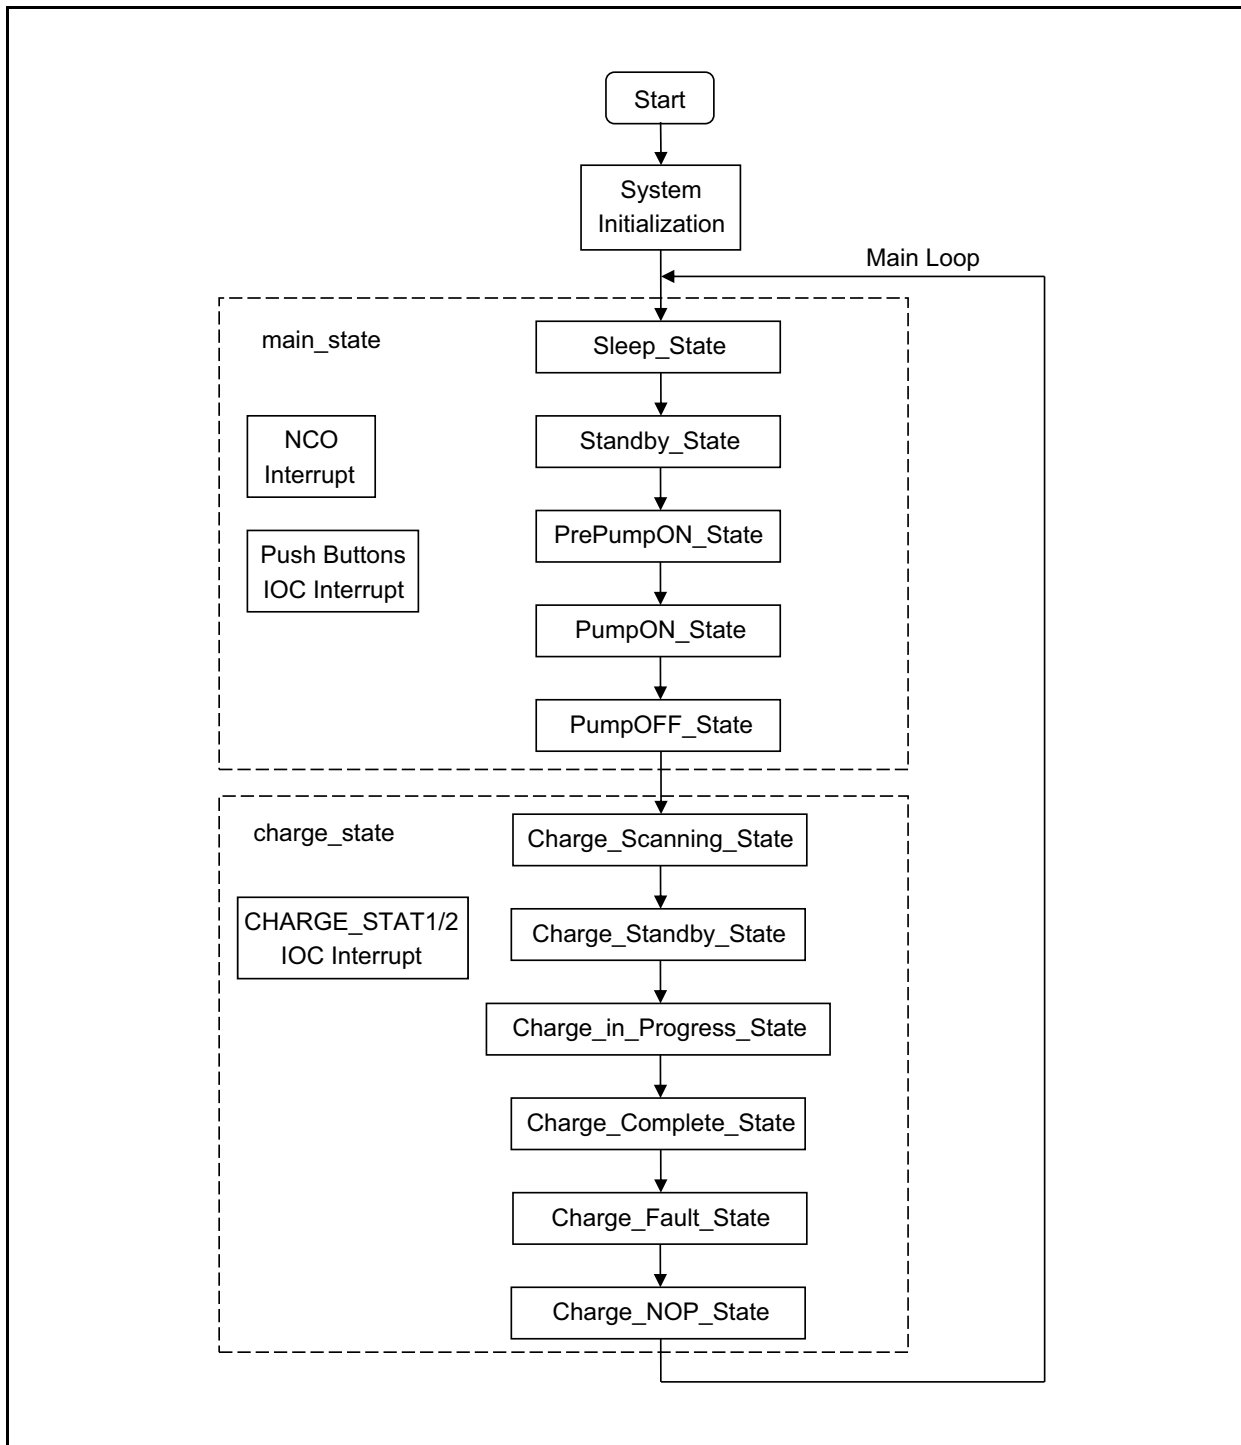 Start
System
Initialization
Main Loop
main_state
Sleep_State
Standby_State
NCO
Interrupt
PrePumpON_State
Push Buttons
IOC Interrupt
PumpON_State
PumpOFF_State
charge_state
Charge_Scanning_State
CHARGE_STAT1/2
IOC Interrupt
Charge_Standby_State
Charge_in_Progress_State
Charge_Complete_State
Charge_Fault_State
Charge_NOP_State